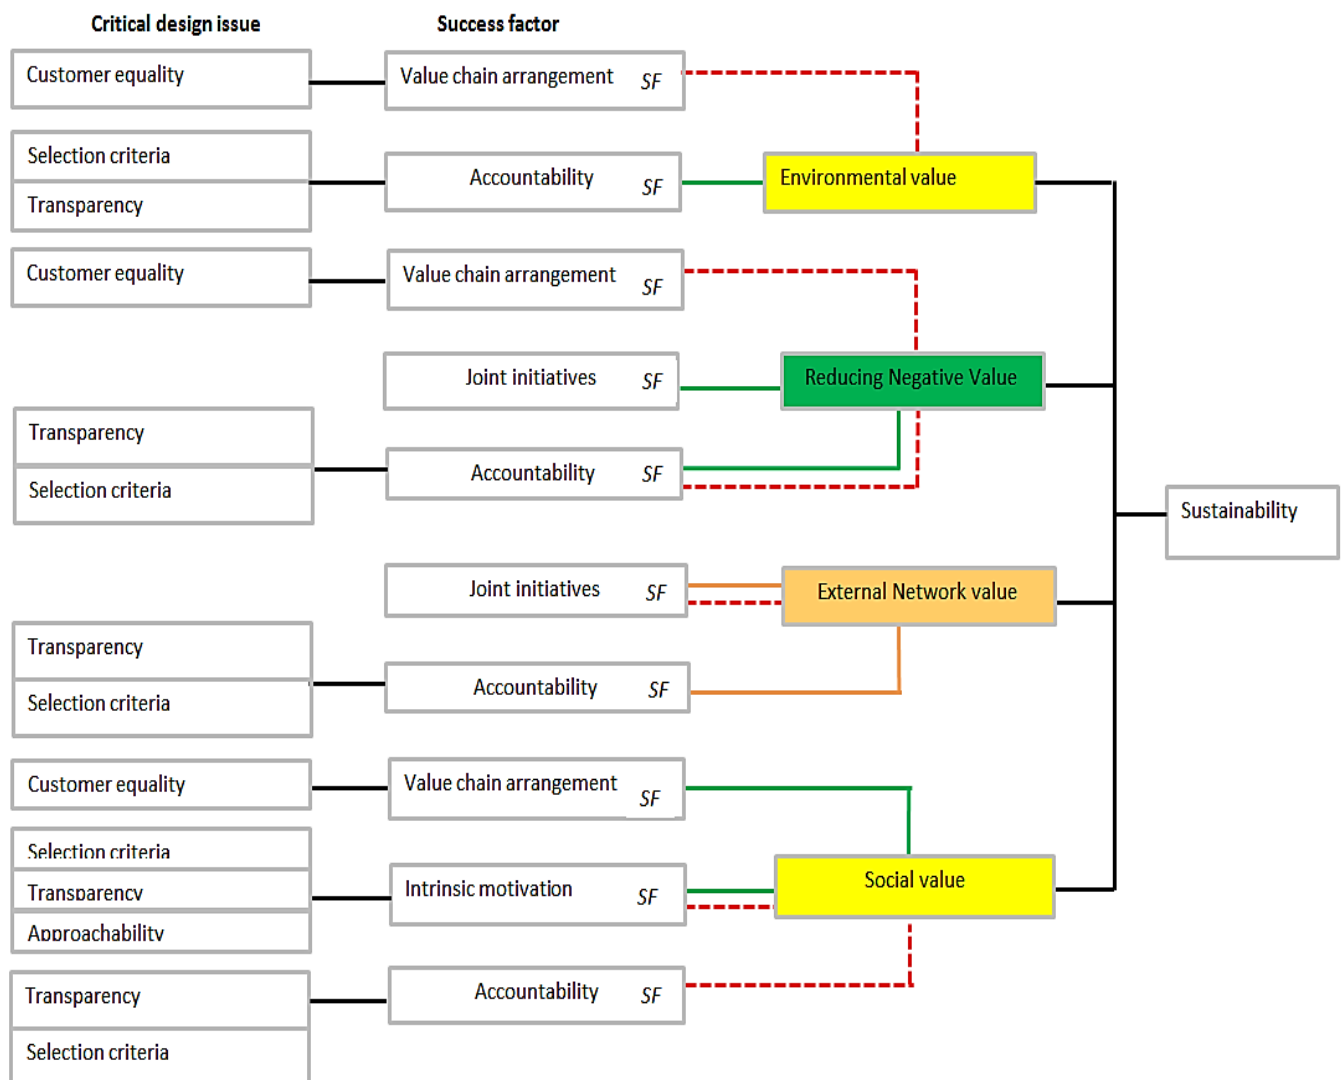 Critical design issue
Success factor
Customer equality
Value chain arrangement SF
Selection criteria
Transparency
Accountability SF
Environmental value
Customer equality
Value chain arrangement SF
Joint initiatives SF
Reducing Negative Value
Transparency
Selection criteria
Accountability SF
Sustainability
Joint initiatives SF
External Network value
Transparency
Selection criteria
Accountability SF
Customer equality
Value chain arrangement SF
Selection criteria
Transparency
Approachability
Intrinsic motivation SF
Social value
Transparency
Selection criteria
Accountability SF